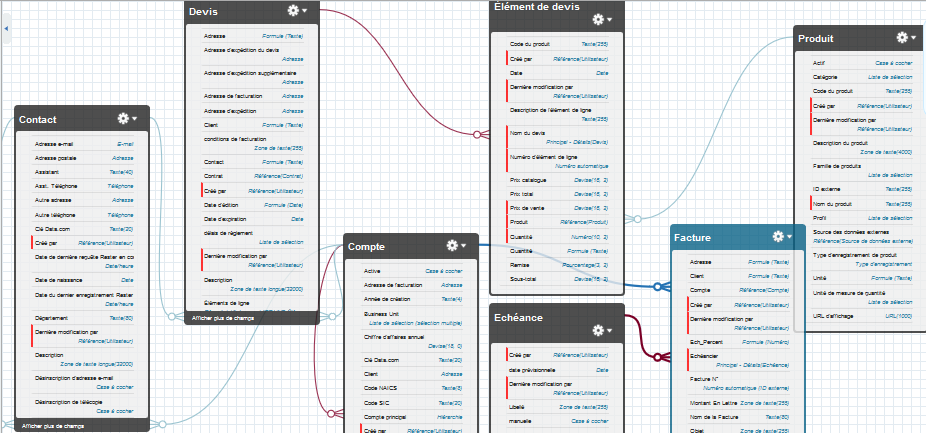 Devis
Adresse Formule (Texte)
Adresse d'expédition du devis
Adresse
Adresse d'expédition supplémentaire
Adresse
Adresse de facturation Adresse
Adresse d'expédition Adresse
Client Formule (Texte)
conditions de facturation
Zone de texte(255)
Contact Formule (Texte)
Contrat Référence(Contrat)
Créé par Référence(Utilisateur)
Date d'édition Formule (Date)
Date d'expiration Date
délais de règlement
Liste de sélection
Dernière modification par
Référence(Utilisateur)
Description
Zone de texte longue(32000)
Éléments de ligne
Afficher plus de champs
Élément de devis
Code du produit Texte(255)
Créé par Référence(Utilisateur)
Date Date
Dernière modification par
Référence(Utilisateur)
Description de l'élément de ligne
Texte(255)
Nom du devis
Principal - Détails(Devis)
Numéro d'élément de ligne
Numéro automatique
Prix catalogue Devise(16, 2)
Prix total Devise(16, 2)
Prix de vente Devise(16, 2)
Produit Référence(Produit)
Quantité Numéro(10, 2)
Quantité Formule (Texte)
Remise Pourcentage(3, 2)
Sous-total Devise(16, 2)
Produit
Actif Case à cocher
Catégorie Liste de sélection
Code du produit Texte(255)
Créé par Référence(Utilisateur)
Dernière modification par
Référence(Utilisateur)
Description du produit
Zone de texte(4000)
Famille de produits
Liste de sélection
ID externe Texte(255)
Nom du produit Texte(255)
Profil Liste de sélection
Source des données externes
Référence(Source de données externe)
Type d'enregistrement de produit
Type d'enregistrement
Unité Formule (Texte)
Unité de mesure de quantité
Liste de sélection
URL d'affichage URL(1000)
Contact
Adresse e-mail E-mail
Adresse postale Adresse
Assistant Texte(40)
Asst. Téléphone Téléphone
Autre adresse Adresse
Autre téléphone Téléphone
Clé Data.com Texte(20)
Créé par Référence(Utilisateur)
Date de dernière requête Rester en co
Date/heure
Date de naissance Date
Date du dernier enregistrement Rester
Date/heure
Département Texte(80)
Dernière modification par
Référence(Utilisateur)
Description
Zone de texte longue(32000)
Désinscription d'adresse e-mail
Case à cocher
Désinscription de télécopie
Case à cocher
Afficher plus de champs
Compte
Active Case à cocher
Adresse de facturation Adresse
Année de création Texte(4)
Business Unit
Liste de sélection (sélection multiple)
Chiffre d'affaires annuel
Devise(18, 0)
Clé Data.com Texte(20)
Client Adresse
Code NAICS Texte(8)
Code SIC Texte(20)
Compte principal Hiérarchie
Créé par Référence(Utilisateur)
Echéance
Créé par Référence(Utilisateur)
date prévisionnelle Date
Dernière modification par
Référence(Utilisateur)
Libellé Zone de texte(255)
manuelle Case à cocher
Facture
Adresse Formule (Texte)
Client Formule (Texte)
Compte Référence(Compte)
Créé par Référence(Utilisateur)
Dernière modification par
Référence(Utilisateur)
Ech_Percent Formule (Numéro)
Echéancier
Principal - Détails(Echéance)
Facture N°
Numéro automatique (ID externe)
Montant En Lettre Zone de texte(255)
Nom de la Facture Texte(80)
Objet Zone de texte(255)